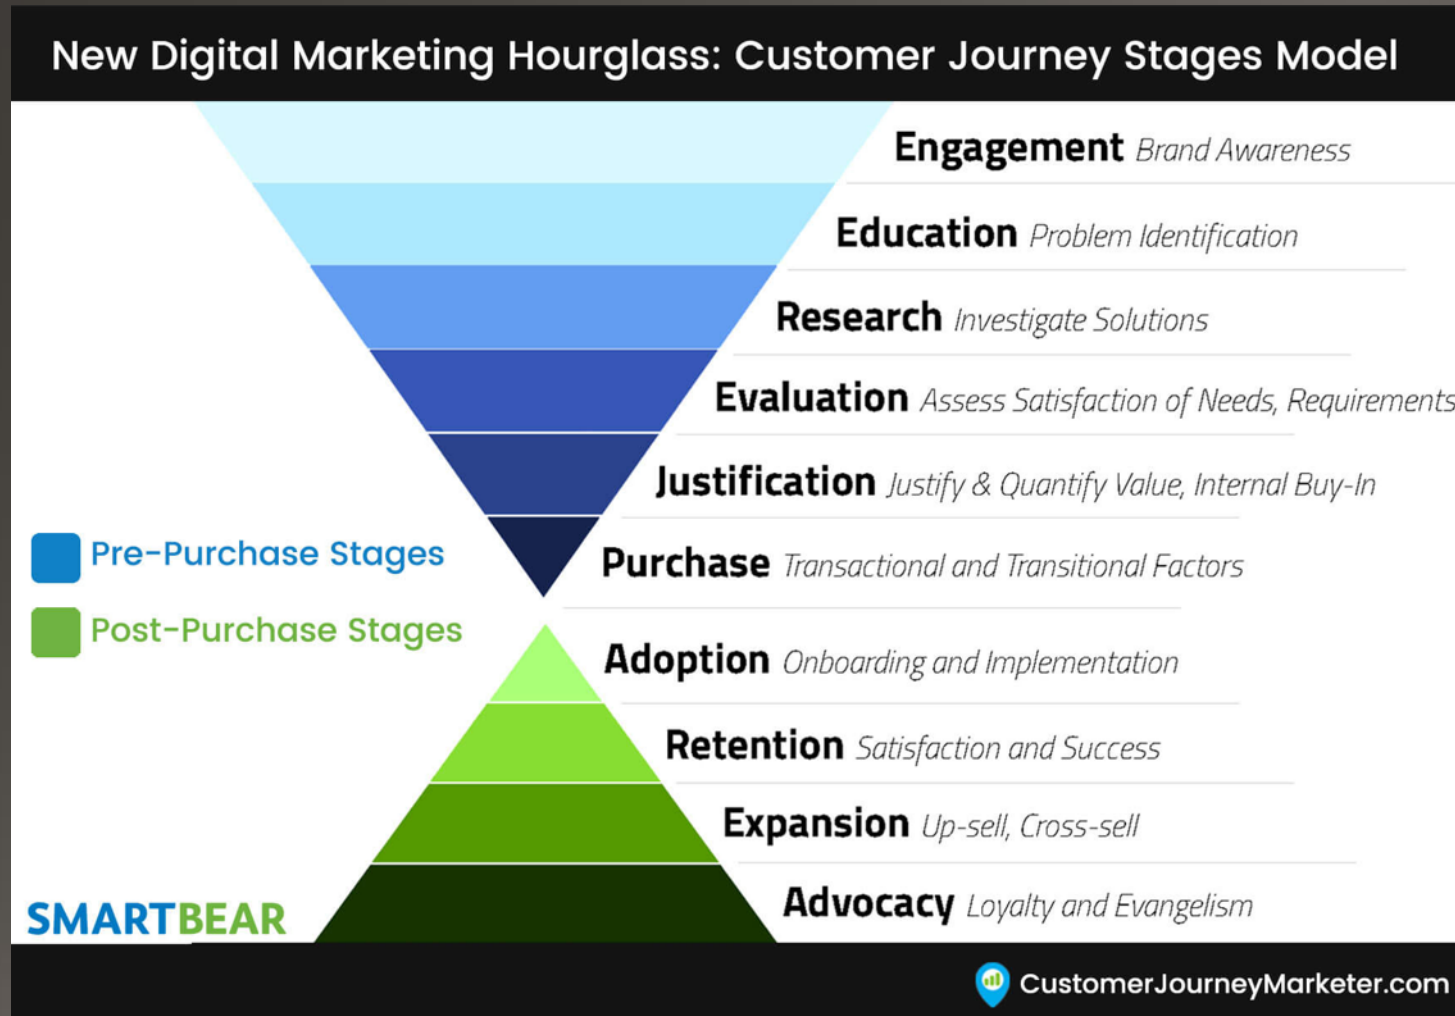 New Digital Marketing Hourglass: Customer Journey Stages Model
Engagement Brand Awareness
Education Problem Identification
Research Investigate Solutions
Evaluation Assess Satisfaction of Needs, Requirements
Justification Justify & Quantify Value, Internal Buy-In
Pre-Purchase Stages
Purchase Transactional and Transitional Factors
Post-Purchase Stages
Adoption Onboarding and Implementation
Retention Satisfaction and Success
Expansion Up-sell, Cross-sell
Advocacy Loyalty and Evangelism
SMARTBEAR
CustomerJourneyMarketer.com